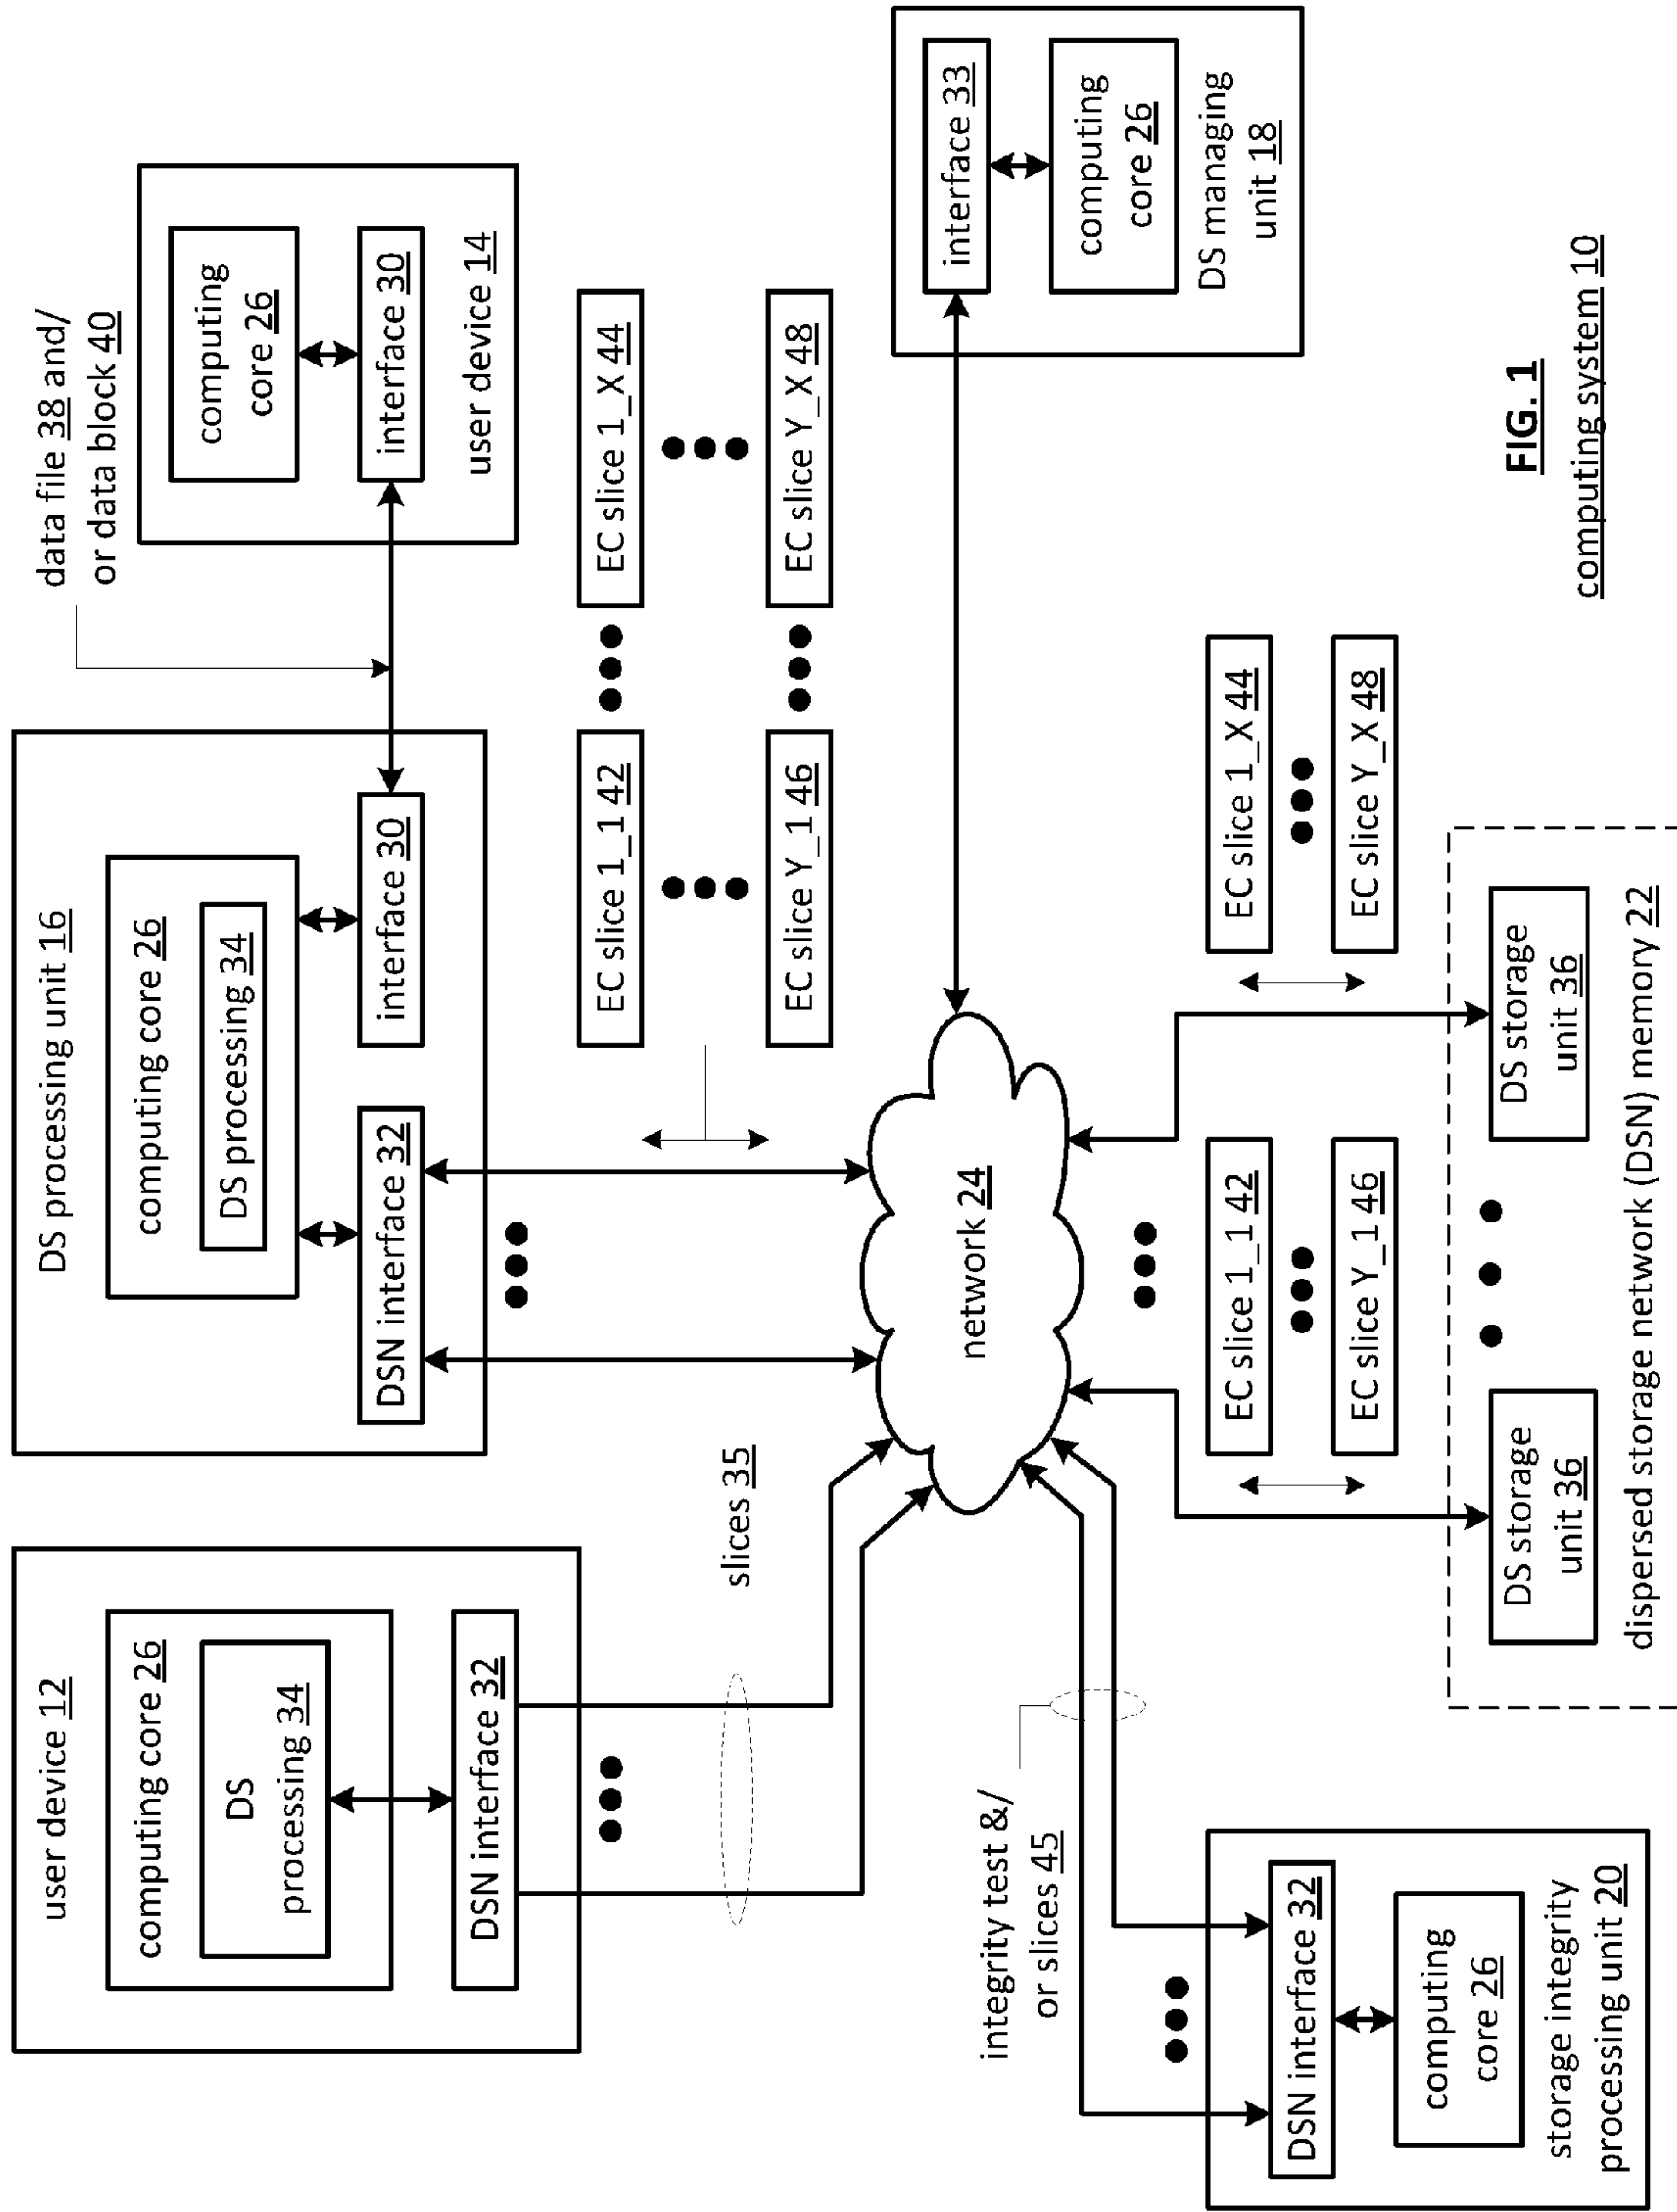 user device 12
computing core 26
DS
processing 34
DSN interface 32
DS processing unit 16
computing core 26
DS processing 34
DSN interface 32
interface 30
data file 38 and/
or data block 40
computing
core 26
interface 30
user device 14
slices 35
EC slice 1_1 42
EC slice 1_X 44
EC slice Y_1 46
EC slice Y_X 48
network 24
interface 33
computing
core 26
DS managing
unit 18
integrity test &/
or slices 45
DSN interface 32
computing
core 26
storage integrity
processing unit 20
EC slice 1_1 42
EC slice Y_1 46
EC slice 1_X 44
EC slice Y_X 48
DS storage
unit 36
DS storage
unit 36
dispersed storage network (DSN) memory 22
FIG. 1
computing system 10